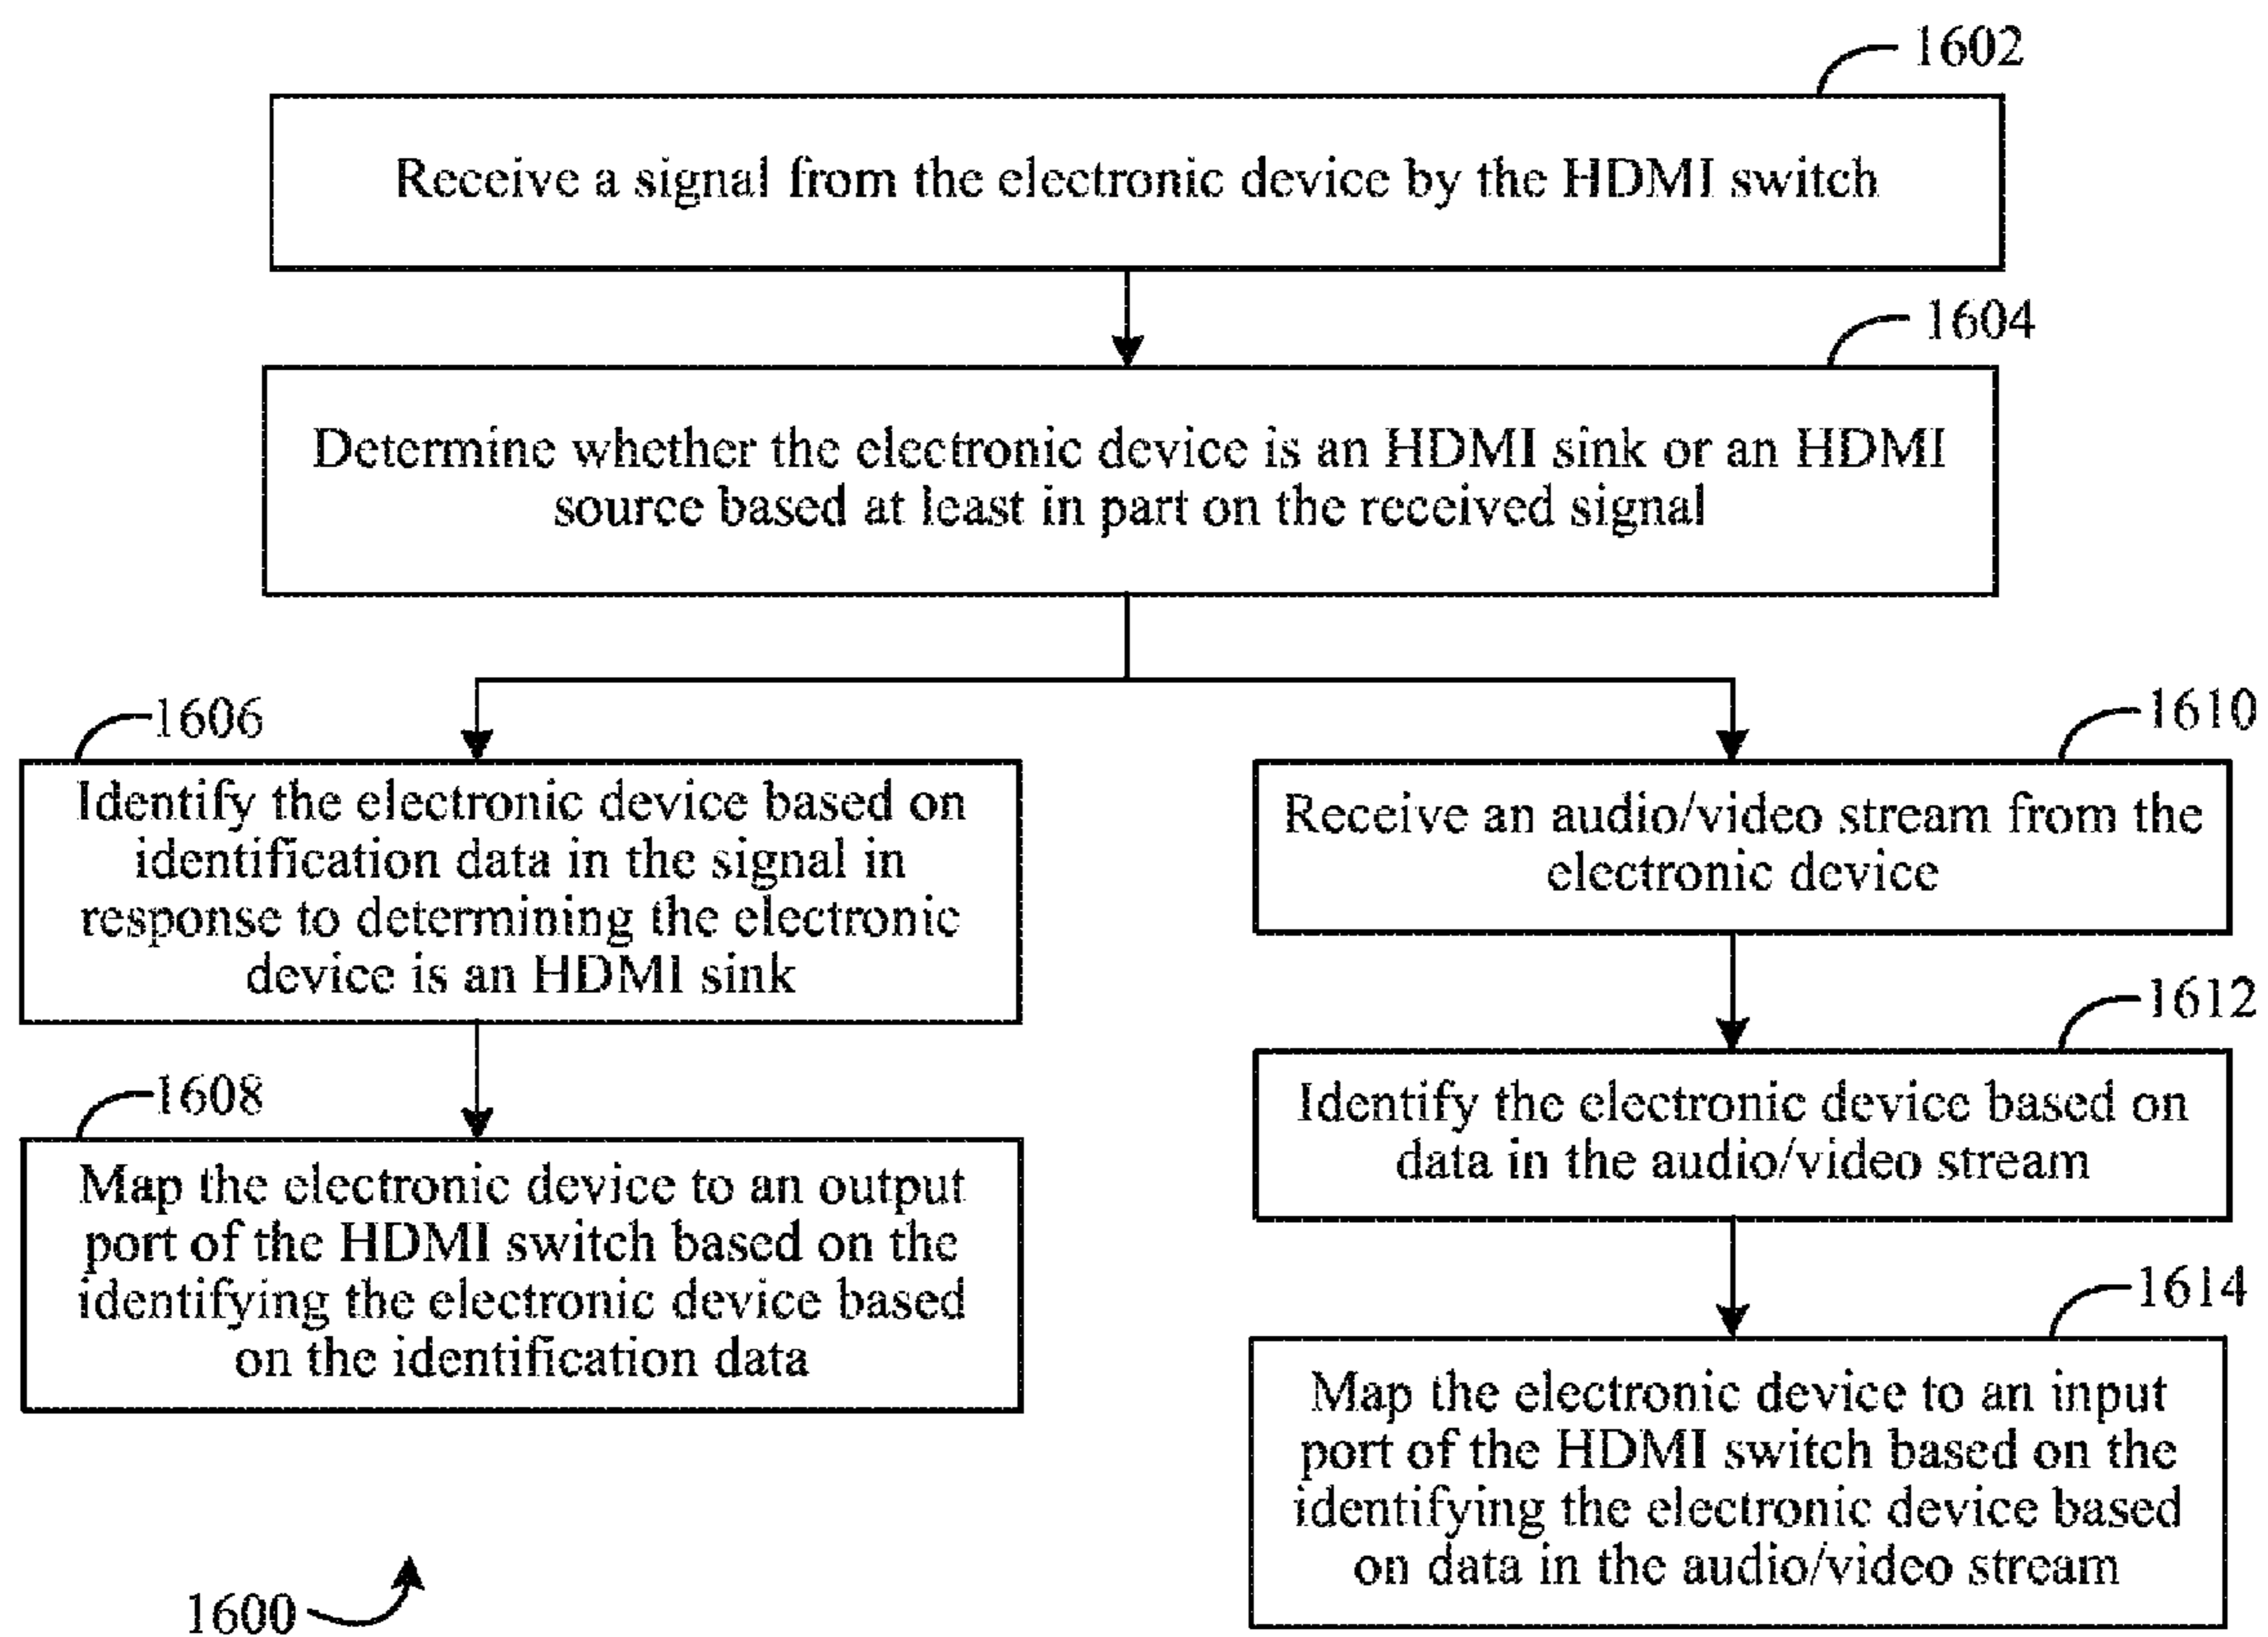 1602
Receive a signal from the electronic device by the HDMI switch
1604
Determine whether the electronic device is an HDMI sink or an HDMI
source based at least in part on the received signal
1606
Identify the electronic device based on
identification data in the signal in
response to determining the electronic
device is an HDMI sink
1608
Map the electronic device to an output
port of the HDMI switch based on the
identifying the electronic device based
on the identification data
1610
Receive an audio/video stream from the
electronic device
1612
Identify the electronic device based on
data in the audio/video stream
1614
Map the electronic device to an input
port of the HDMI switch based on the
identifying the electronic device based
on data in the audio/video stream
1600